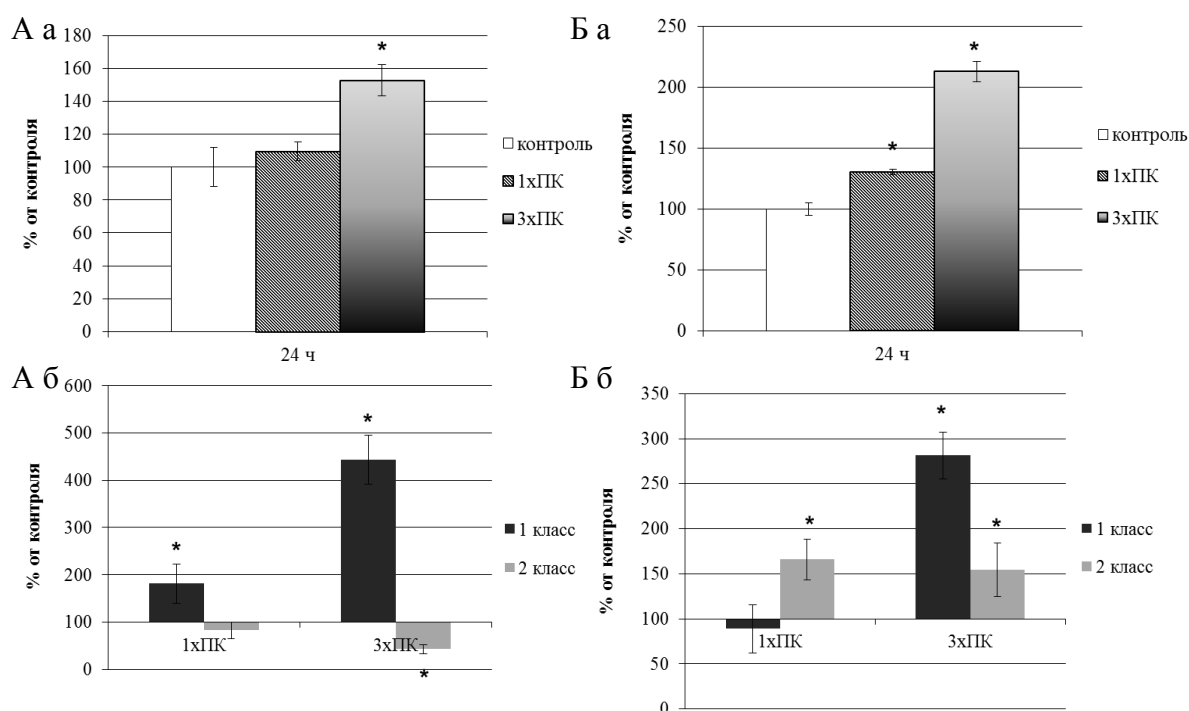 А а
% от контроля
180
160
140
120
100
80
60
40
20
0
*
24 ч
контроль
1хПК
3хПК
Б а
% от контроля
250
200
150
100
50
0
*
*
24 ч
контроль
1хПК
3хПК
А б
% от контроля
600
500
400
300
200
100
0
*
*
*
1хПК
3хПК
1 класс
2 класс
Б б
% от контроля
350
300
250
200
150
100
50
0
*
*
*
1хПК
3хПК
1 класс
2 класс